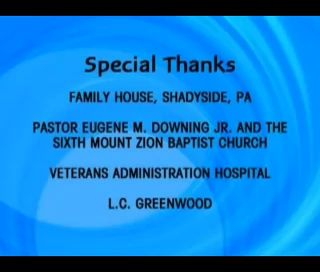 Special Thanks
FAMILY HOUSE, SHADYSIDE, PA
PASTOR EUGENE M. DOWNING JR. AND THE
SIXTH MOUNT ZION BAPTIST CHURCH
VETERANS ADMINISTRATION HOSPITAL
L.C. GREENWOOD